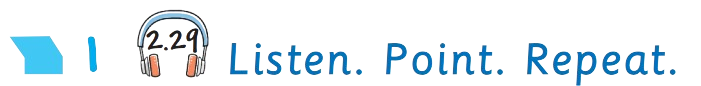 1 2.29 Listen. Point. Repeat.